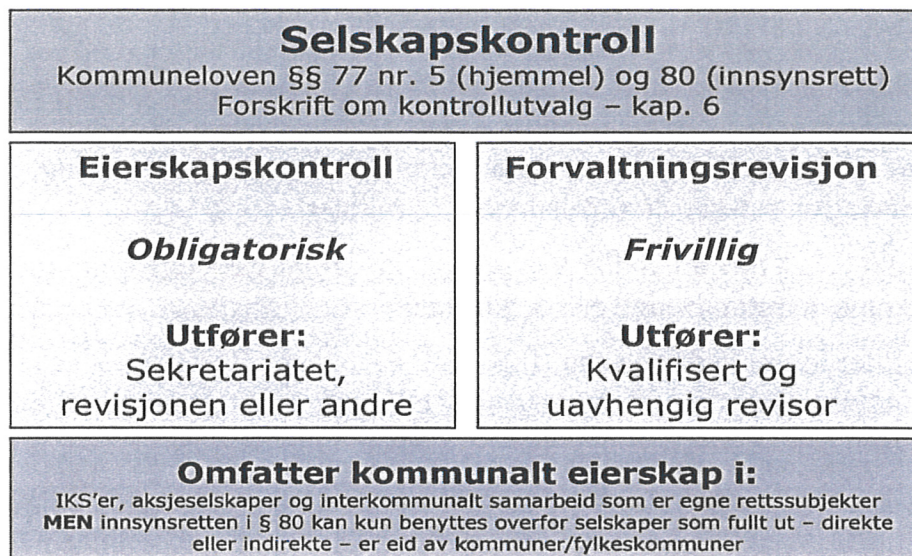 Selskapskontroll
Kommuneloven §§ 77 nr. 5 (hjemmel) og 80 (innsynsrett)
Forskrift om kontrollutvalg – kap. 6
Eierskapskontroll
Obligatorisk
Utfører:
Sekretariatet,
revisjonen eller andre
Forvaltningsrevisjon
Frivillig
Utfører:
Kvalifisert og
uavhengig revisor
Omfatter kommunalt eierskap i:
IKS'er, aksjeselskaper og interkommunalt samarbeid som er egne rettssubjekter
MEN innsynsretten i § 80 kan kun benyttes overfor selskaper som fullt ut – direkte
eller indirekte – er eid av kommuner/fylkeskommuner